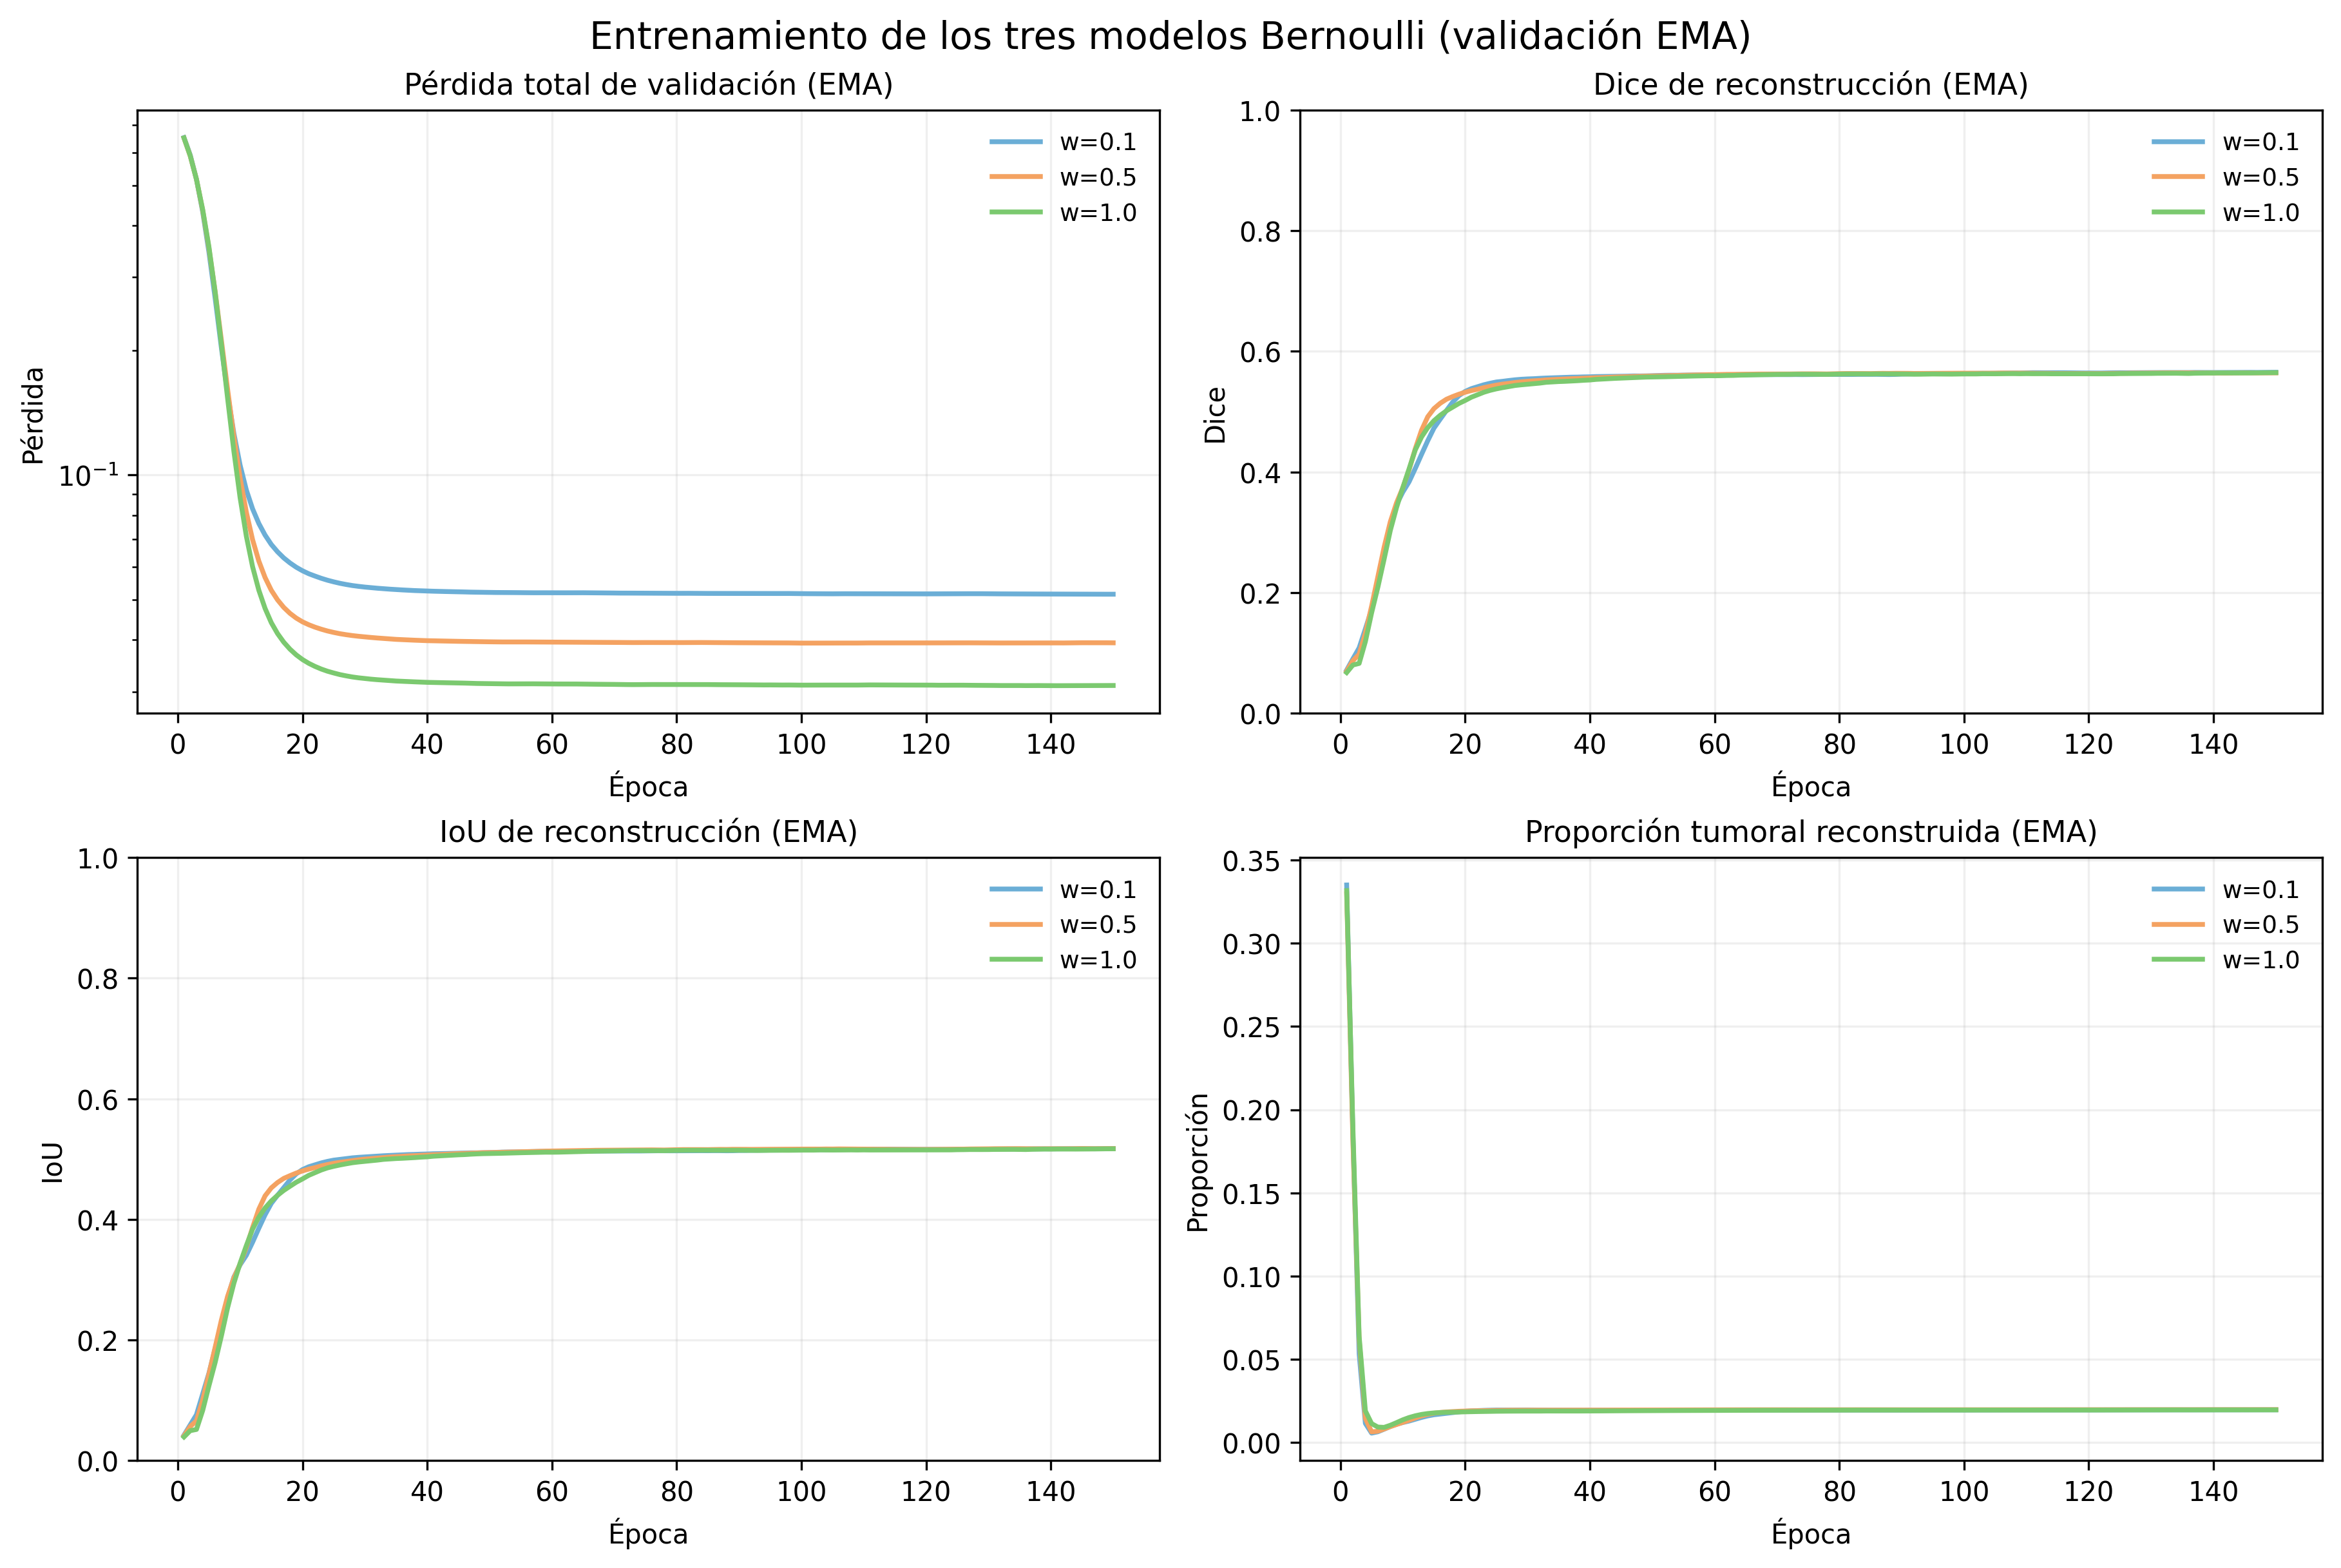 Entrenamiento de los tres modelos Bernoulli (validación EMA)
Pérdida total de validación (EMA)
Pérdida
10⁻¹
w=0.1
w=0.5
w=1.0
0 20 40 60 80 100 120 140
Época
Dice de reconstrucción (EMA)
Dice
1.0
0.8
0.6
0.4
0.2
0.0
w=0.1
w=0.5
w=1.0
0 20 40 60 80 100 120 140
Época
IoU de reconstrucción (EMA)
IoU
1.0
0.8
0.6
0.4
0.2
0.0
w=0.1
w=0.5
w=1.0
0 20 40 60 80 100 120 140
Época
Proporción tumoral reconstruida (EMA)
Proporción
0.35
0.30
0.25
0.20
0.15
0.10
0.05
0.00
w=0.1
w=0.5
w=1.0
0 20 40 60 80 100 120 140
Época